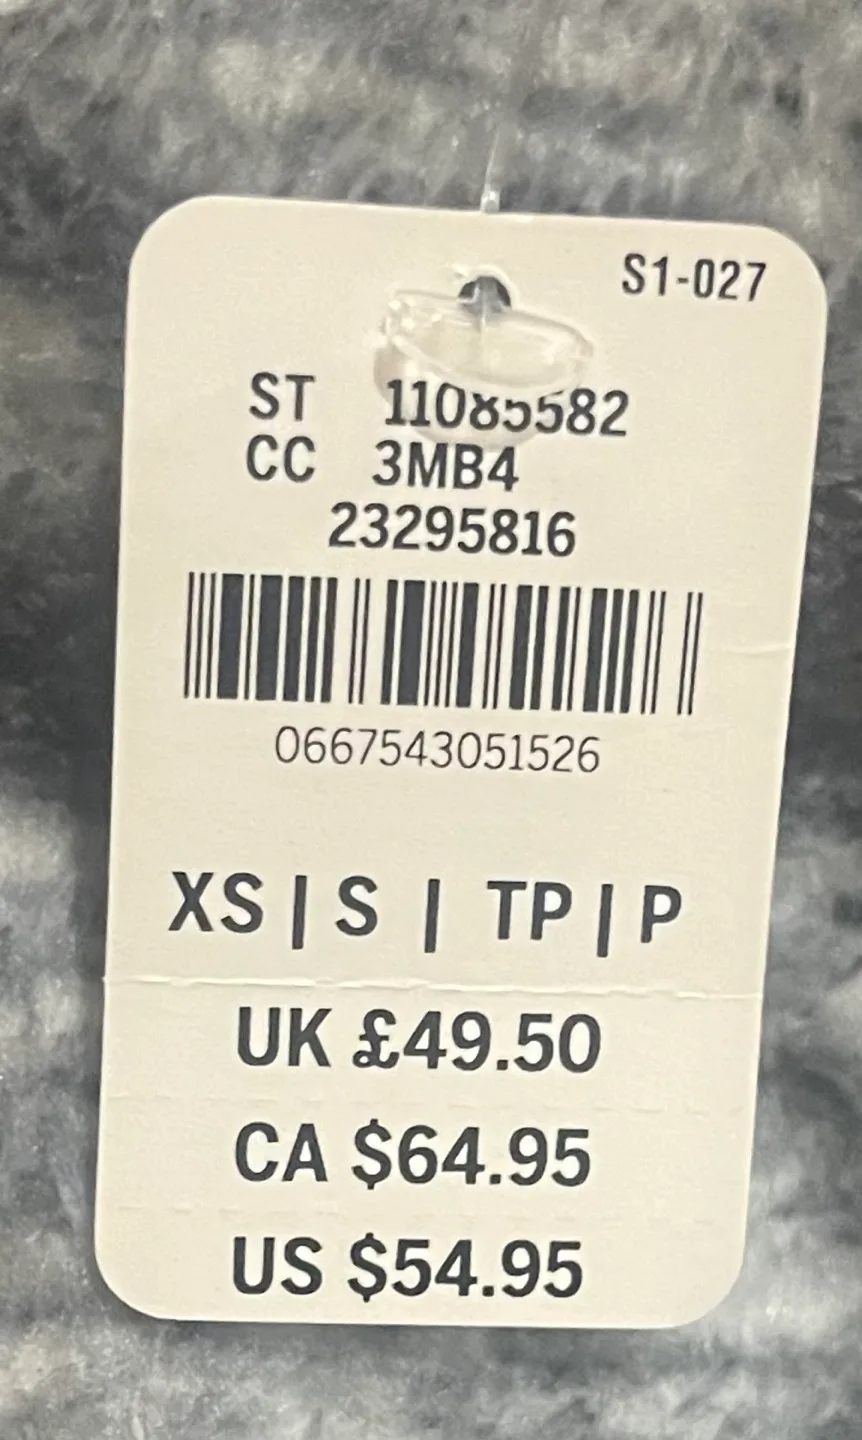 S1-027
ST 11085582
CC 3MB4
23295816
0667543051526
XS | S | TP | P
UK £49.50
CA $64.95
US $54.95